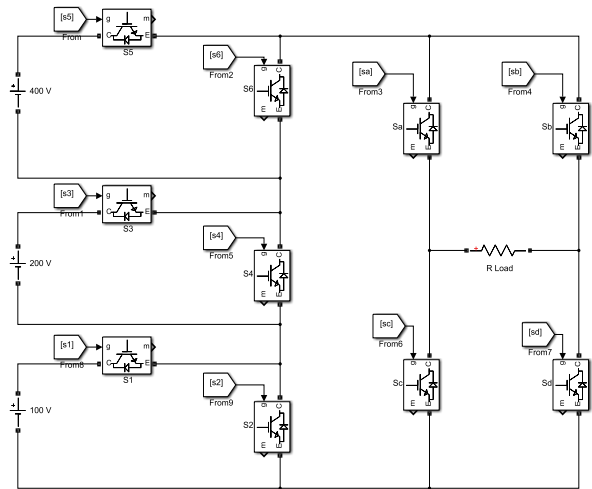 [s5]
From
g
m
C
E
S5
[s6]
From2
g
C
S6
m
E
400 V
[sa]
From3
g
C
Sa
m
E
[sb]
From4
g
C
Sb
m
E
[s3]
From1
g
m
C
E
S3
[s4]
From5
g
C
S4
m
E
200 V
+
R Load
[s1]
From8
g
m
C
E
S1
[s2]
From9
g
C
S2
m
E
100 V
[sc]
From6
g
C
Sc
m
E
[sd]
From7
g
C
Sd
m
E